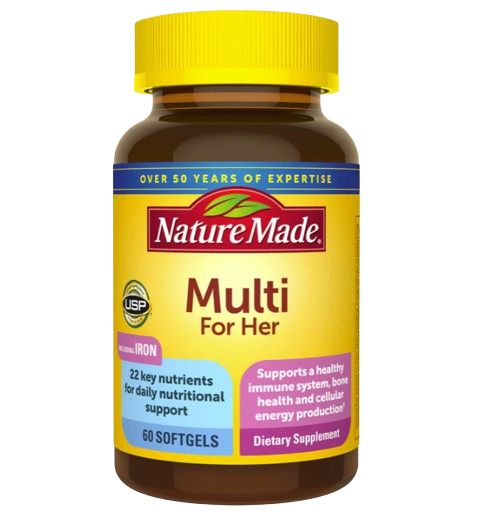 OVER 50 YEARS OF EXPERTISE
Nature Made®
Multi
For Her
USP
INCLUDING IRON
22 key nutrients
for daily nutritional
support
60 SOFTGELS
Supports a healthy
immune system, bone
health and cellular
energy production†
Dietary Supplement